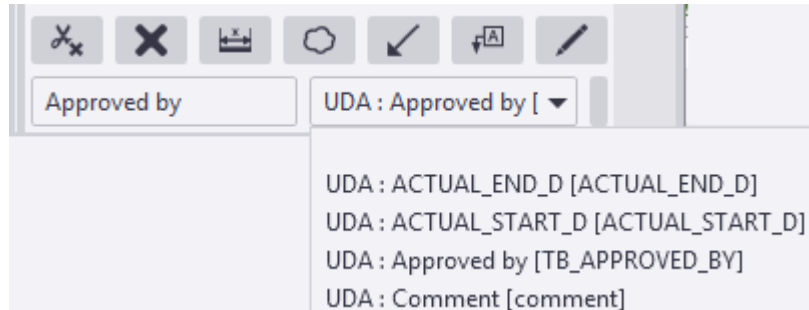 Approved by
UDA : Approved by [
UDA : ACTUAL_END_D [ACTUAL_END_D]
UDA : ACTUAL_START_D [ACTUAL_START_D]
UDA : Approved by [TB_APPROVED_BY]
UDA : Comment [comment]